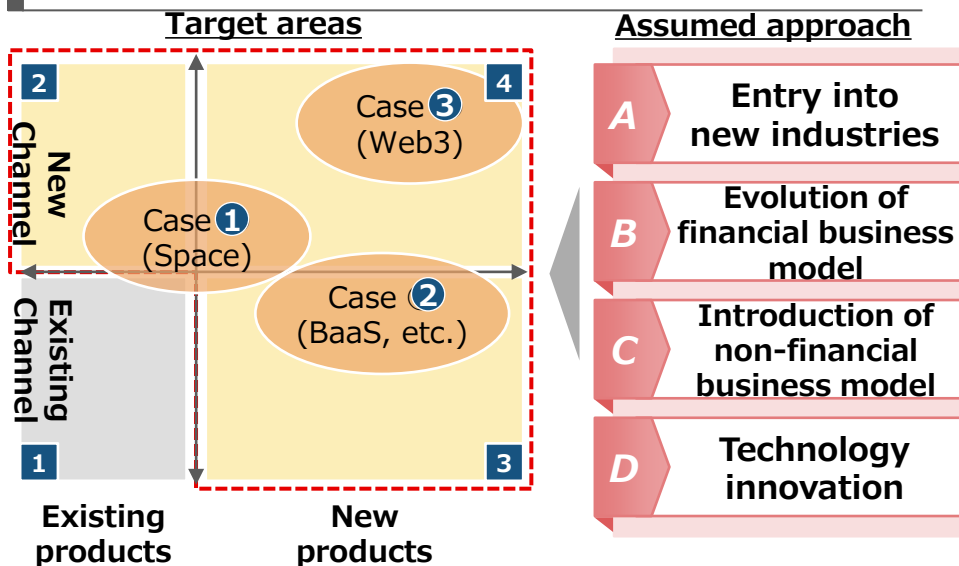 Target areas
2
4
Case 3
(Web3)
New
Channel
Case 1
(Space)
Case 2
(BaaS, etc.)
Existing
Channel
1
3
Existing
products
New
products
Assumed approach
A
Entry into
new industries
B
Evolution of
financial business
model
C
Introduction of
non-financial
business model
D
Technology
innovation